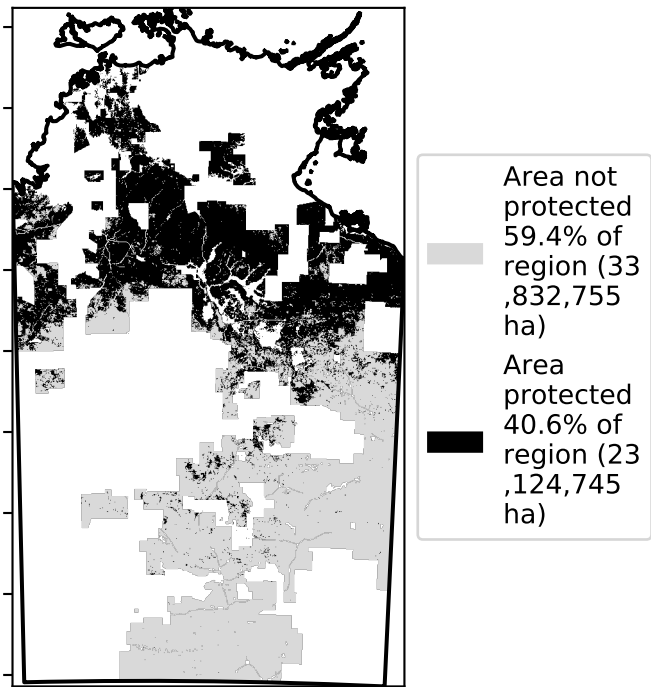 Area not
protected
59.4% of
region (33
,832,755
ha)
Area
protected
40.6% of
region (23
,124,745
ha)